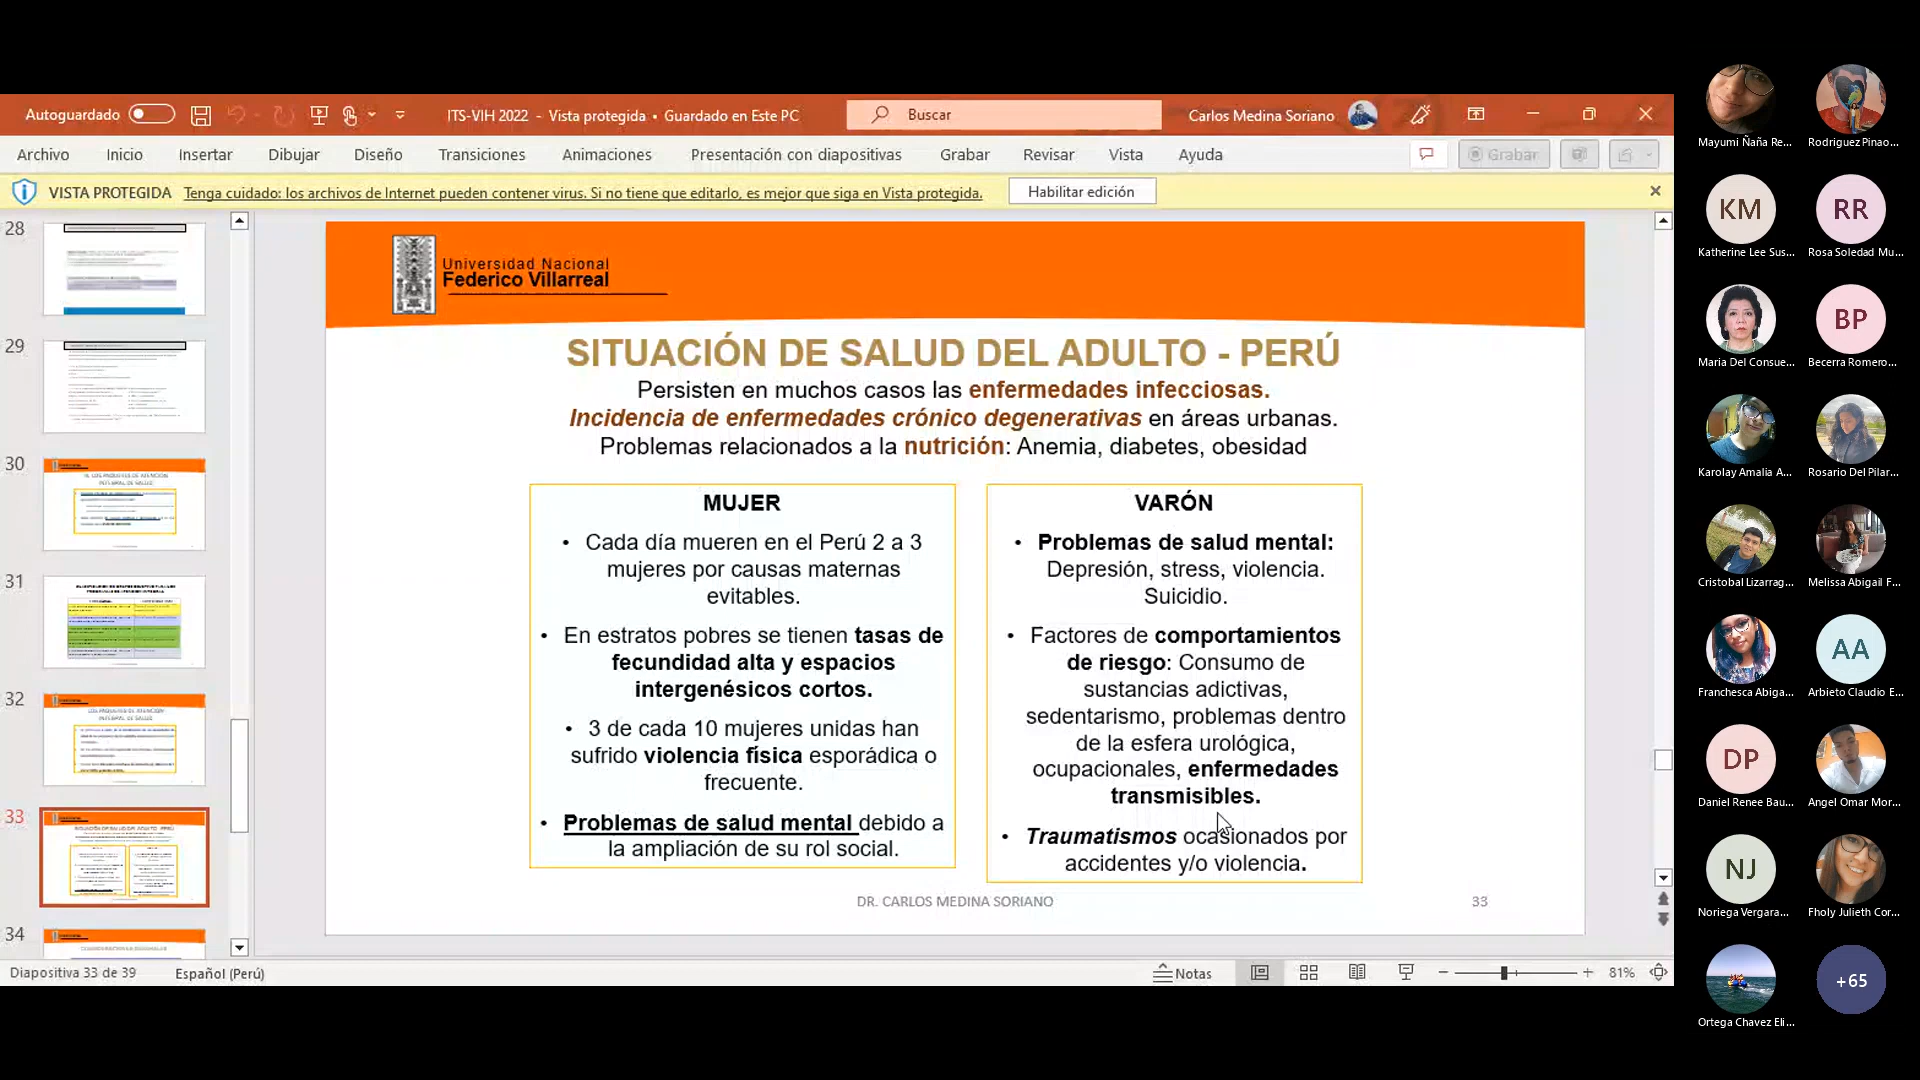 Autoguardado
ITS-VIH 2022 - Vista protegida • Guardado en Este PC
Buscar
Carlos Medina Soriano
Archivo Inicio Insertar Dibujar Diseño Transiciones Animaciones Presentación con diapositivas Grabar Revisar Vista Ayuda
Grabar
VISTA PROTEGIDA Tenga cuidado: los archivos de Internet pueden contener virus. Si no tiene que editarlo, es mejor que siga en Vista protegida.
Habilitar edición
28
29
30
31
32
33
34
Universidad Nacional
Federico Villarreal
SITUACIÓN DE SALUD DEL ADULTO - PERÚ
Persisten en muchos casos las enfermedades infecciosas.
Incidencia de enfermedades crónico degenerativas en áreas urbanas.
Problemas relacionados a la nutrición: Anemia, diabetes, obesidad
MUJER
• Cada día mueren en el Perú 2 a 3
mujeres por causas maternas
evitables.
• En estratos pobres se tienen tasas de
fecundidad alta y espacios
intergenésicos cortos.
• 3 de cada 10 mujeres unidas han
sufrido violencia física esporádica o
frecuente.
• Problemas de salud mental debido a
la ampliación de su rol social.
VARÓN
• Problemas de salud mental:
Depresión, stress, violencia.
Suicidio.
• Factores de comportamientos
de riesgo: Consumo de
sustancias adictivas,
sedentarismo, problemas dentro
de la esfera urológica,
ocupacionales, enfermedades
transmisibles.
• Traumatismos ocasionados por
accidentes y/o violencia.
DR. CARLOS MEDINA SORIANO
33
Diapositiva 33 de 39
Español (Perú)
Notas
81%
Mayumi Ñaña Re...
Rodriguez Pinao...
KM
Katherine Lee Sus...
RR
Rosa Soledad Mu...
Maria Del Consue...
BP
Becerra Romero...
Karolay Amalia A...
Rosario Del Pilar...
Cristobal Lizarrag...
Melissa Abigail F...
Franchesca Abiga...
AA
Arbieto Claudio E...
DP
Daniel Renee Bau...
Angel Omar Mor...
NJ
Noriega Vergara...
Fholy Julieth Cor...
Ortega Chavez Eli...
+65